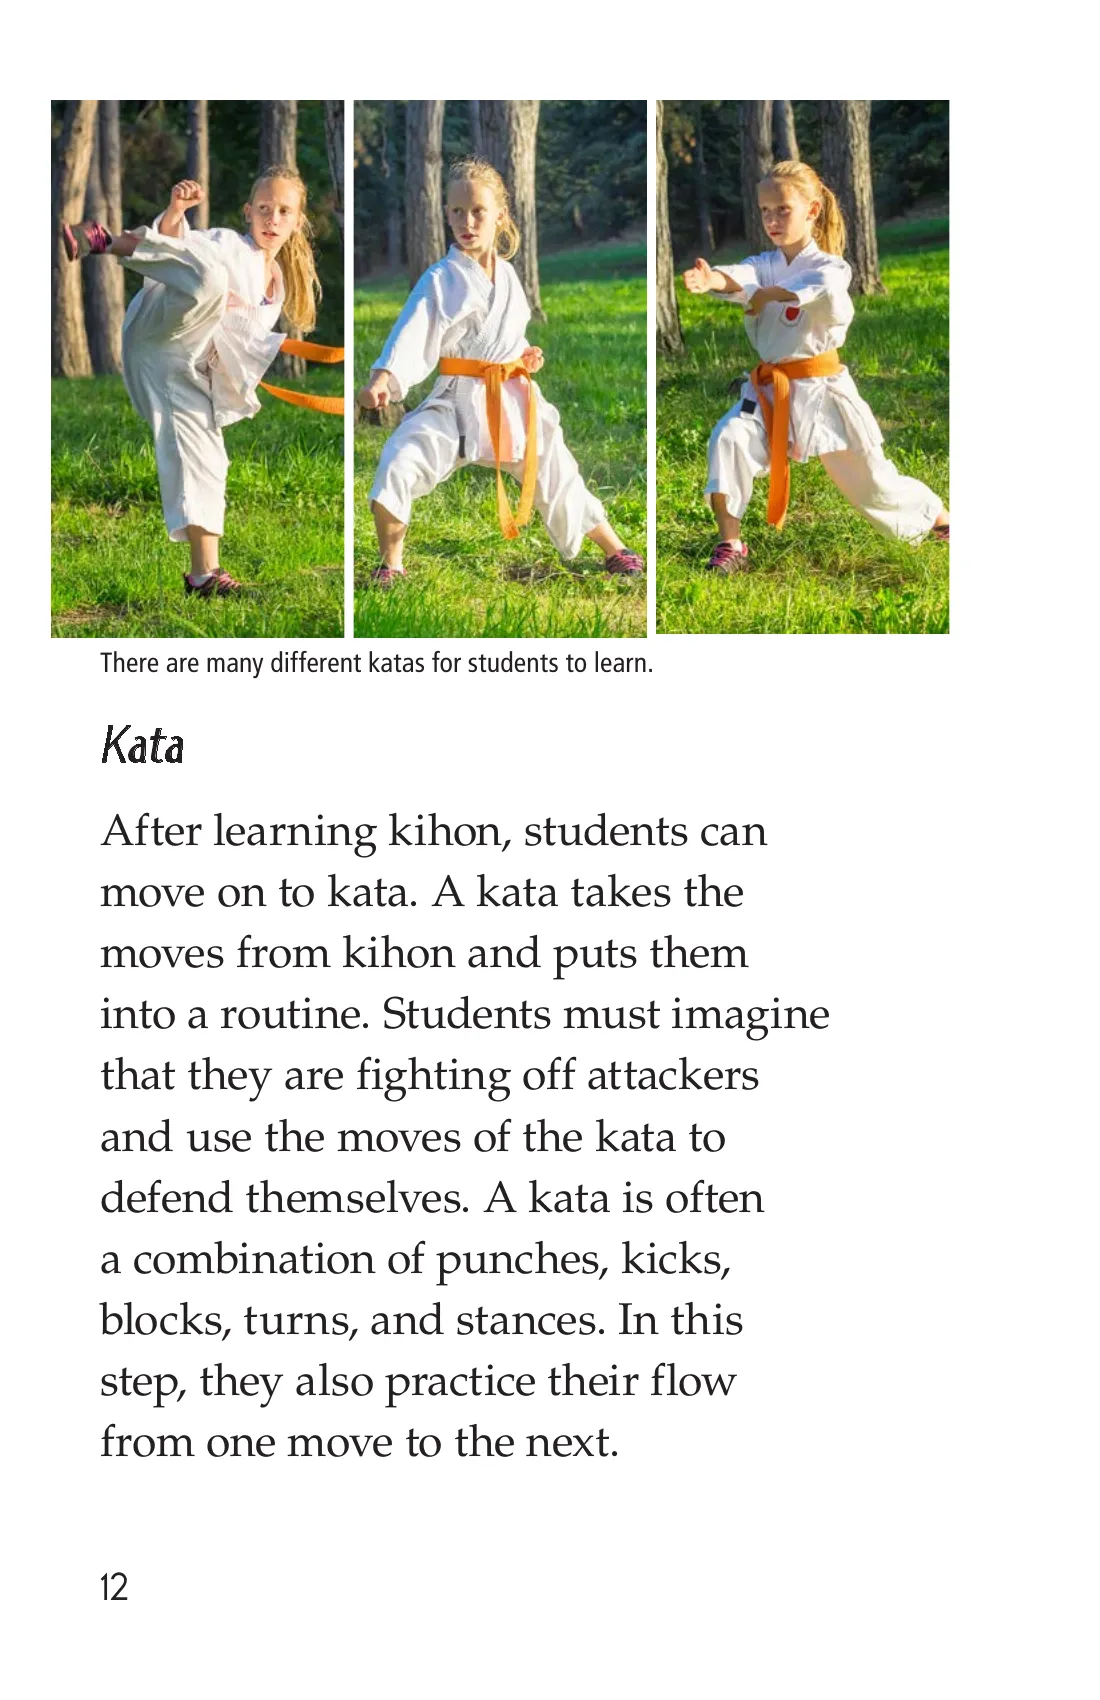 There are many different katas for students to learn.
Kata
After learning kihon, students can
move on to kata. A kata takes the
moves from kihon and puts them
into a routine. Students must imagine
that they are fighting off attackers
and use the moves of the kata to
defend themselves. A kata is often
a combination of punches, kicks,
blocks, turns, and stances. In this
step, they also practice their flow
from one move to the next.
12